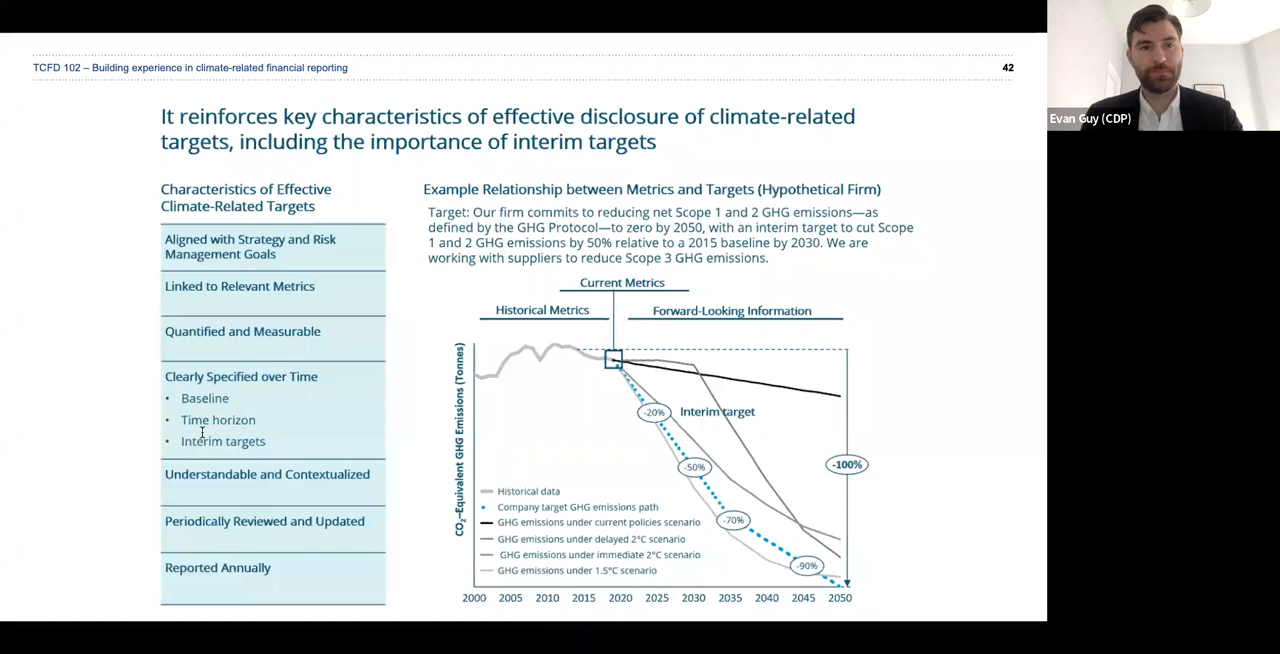 TCFD 102 – Building experience in climate-related financial reporting
42
Evan Guy (CDP)
It reinforces key characteristics of effective disclosure of climate-related
targets, including the importance of interim targets
Characteristics of Effective
Climate-Related Targets
Aligned with Strategy and Risk
Management Goals
Linked to Relevant Metrics
Quantified and Measurable
Clearly Specified over Time
• Baseline
• Time horizon
• Interim targets
Understandable and Contextualized
Periodically Reviewed and Updated
Reported Annually
Example Relationship between Metrics and Targets (Hypothetical Firm)
Target: Our firm commits to reducing net Scope 1 and 2 GHG emissions—as
defined by the GHG Protocol—to zero by 2050, with an interim target to cut Scope
1 and 2 GHG emissions by 50% relative to a 2015 baseline by 2030. We are
working with suppliers to reduce Scope 3 GHG emissions.
Current Metrics
Historical Metrics
Forward-Looking Information
CO₂–Equivalent GHG Emissions (Tonnes)
-20%
Interim target
-50%
-100%
-70%
-90%
Historical data
Company target GHG emissions path
GHG emissions under current policies scenario
GHG emissions under delayed 2°C scenario
GHG emissions under immediate 2°C scenario
GHG emissions under 1.5°C scenario
2000 2005 2010 2015 2020 2025 2030 2035 2040 2045 2050